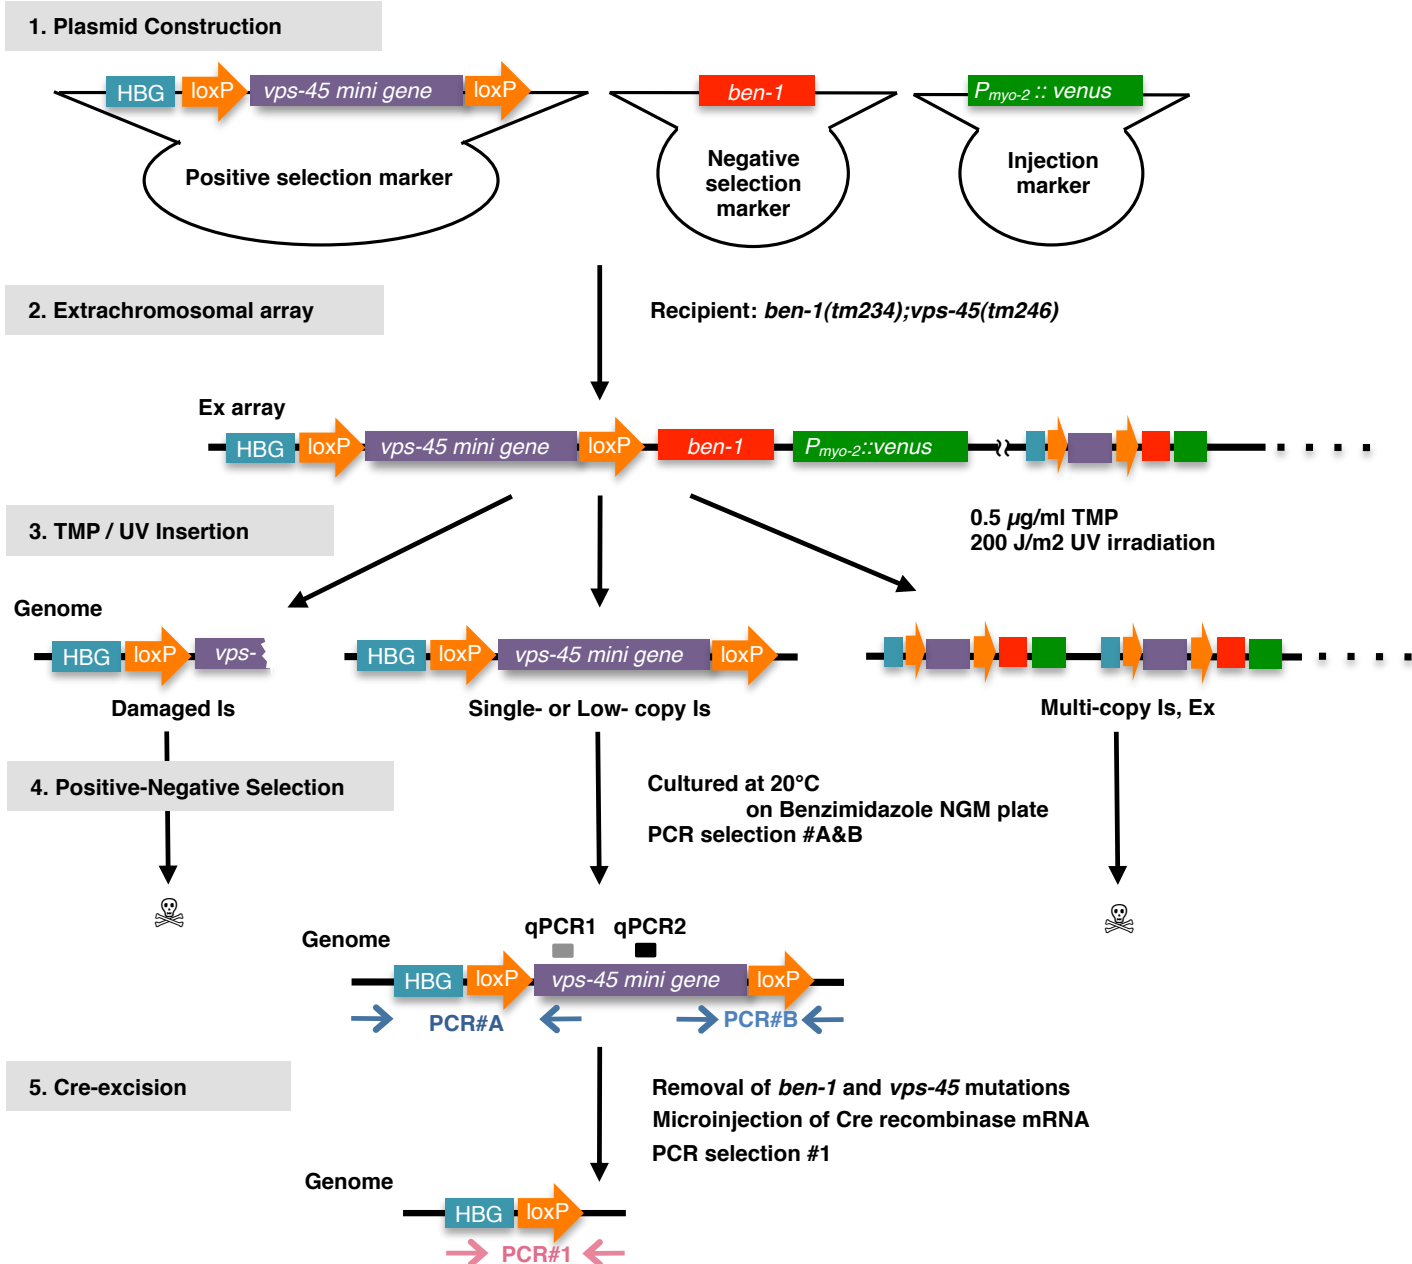 1. Plasmid Construction
HBG loxP vps-45 mini gene loxP
ben-1
Pmyo-2 :: venus
Positive selection marker
Negative
selection
marker
Injection
marker
2. Extrachromosomal array
Recipient: ben-1(tm234);vps-45(tm246)
Ex array
HBG loxP vps-45 mini gene loxP ben-1 Pmyo-2::venus
3. TMP / UV Insertion
0.5 µg/ml TMP
200 J/m2 UV irradiation
Genome
HBG loxP vps-
HBG loxP vps-45 mini gene loxP
Damaged Is
Single- or Low- copy Is
Multi-copy Is, Ex
4. Positive-Negative Selection
Cultured at 20°C
on Benzimidazole NGM plate
PCR selection #A&B
qPCR1 qPCR2
Genome
HBG loxP vps-45 mini gene loxP
PCR#A PCR#B
5. Cre-excision
Removal of ben-1 and vps-45 mutations
Microinjection of Cre recombinase mRNA
PCR selection #1
Genome
HBG loxP
PCR#1